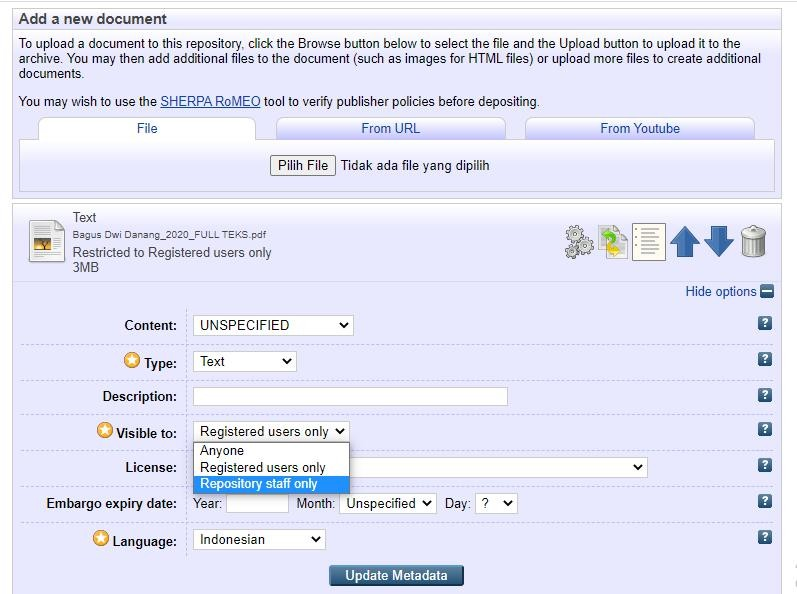 Add a new document
To upload a document to this repository, click the Browse button below to select the file and the Upload button to upload it to the
archive. You may then add additional files to the document (such as images for HTML files) or upload more files to create additional
documents.
You may wish to use the SHERPA RoMEO tool to verify publisher policies before depositing.
File From URL From Youtube
Pilih File Tidak ada file yang dipilih
Text
Bagus Dwi Danang_2020_FULL TEKS.pdf
Restricted to Registered users only
3MB
Hide options
Content: UNSPECIFIED ?
Type: Text ?
Description: ?
Visible to: Registered users only ?
Anyone
Registered users only
Repository staff only
License: ?
Embargo expiry date: Year: Month: Unspecified Day: ? ?
Language: Indonesian ?
Update Metadata